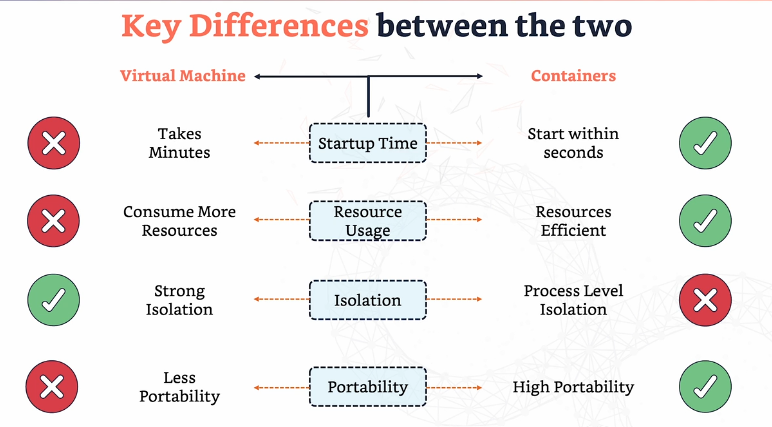 Key Differences between the two
Virtual Machine
Containers
Takes
Minutes
Startup Time
Start within
seconds
Consume More
Resources
Resource
Usage
Resources
Efficient
Strong
Isolation
Isolation
Process Level
Isolation
Less
Portability
Portability
High Portability